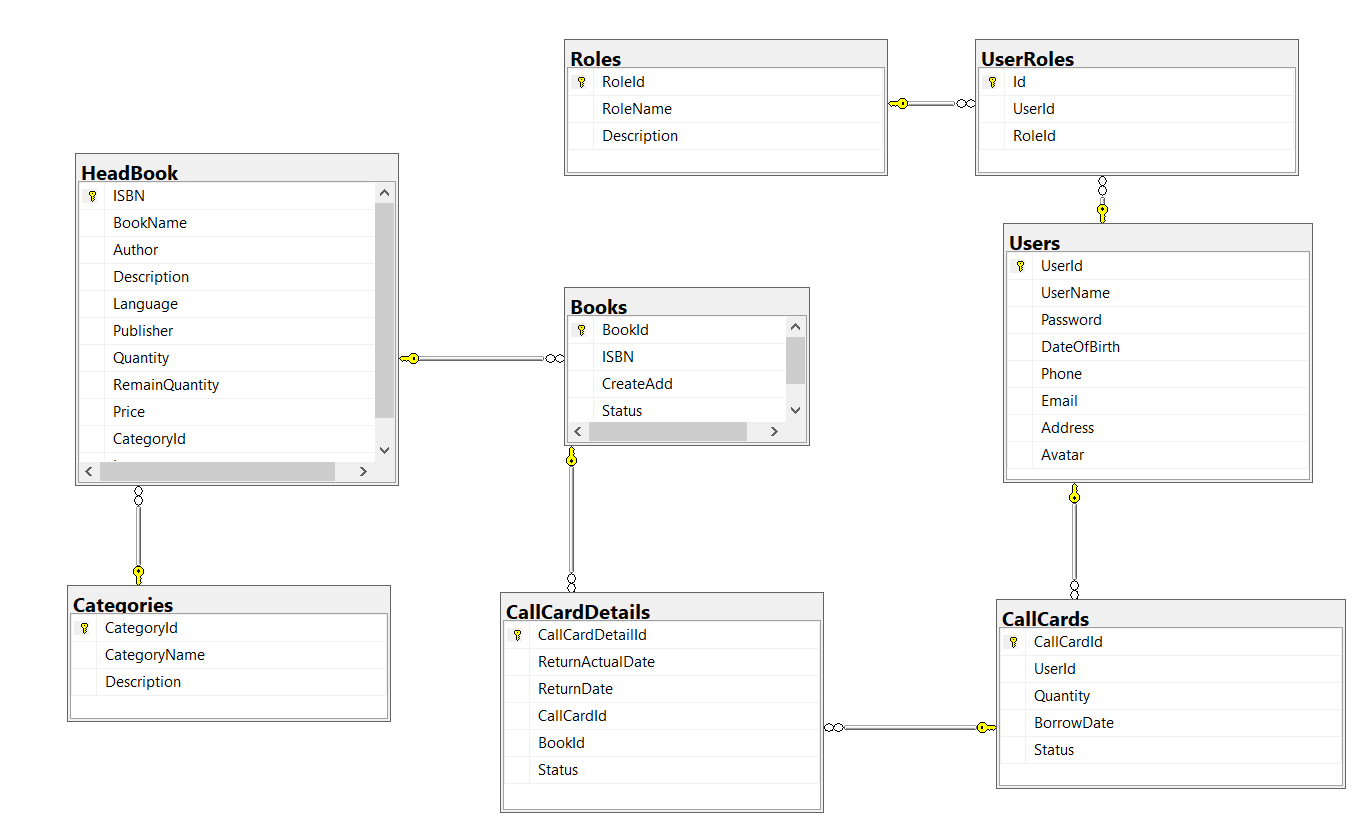 Roles
RoleId
RoleName
Description
UserRoles
Id
UserId
RoleId
HeadBook
ISBN
BookName
Author
Description
Language
Publisher
Quantity
RemainQuantity
Price
CategoryId
Books
BookId
ISBN
CreateAdd
Status
Users
UserId
UserName
Password
DateOfBirth
Phone
Email
Address
Avatar
Categories
CategoryId
CategoryName
Description
CallCardDetails
CallCardDetailId
ReturnActualDate
ReturnDate
CallCardId
BookId
Status
CallCards
CallCardId
UserId
Quantity
BorrowDate
Status